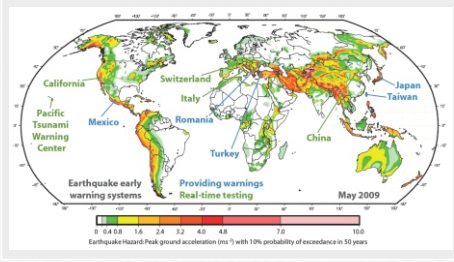 California
Switzerland
Italy
Japan
Taiwan
Pacific
Tsunami
Warning
Center
Mexico
Romania
China
Turkey
Earthquake early
warning systems
Providing warnings
Real-time testing
May 2009
0 0.4 0.8 1.6 2.4 3.2 4.0 4.8 7.0 10.0
Earthquake Hazard: Peak ground acceleration (ms⁻²) with 10% probability of exceedance in 50 years